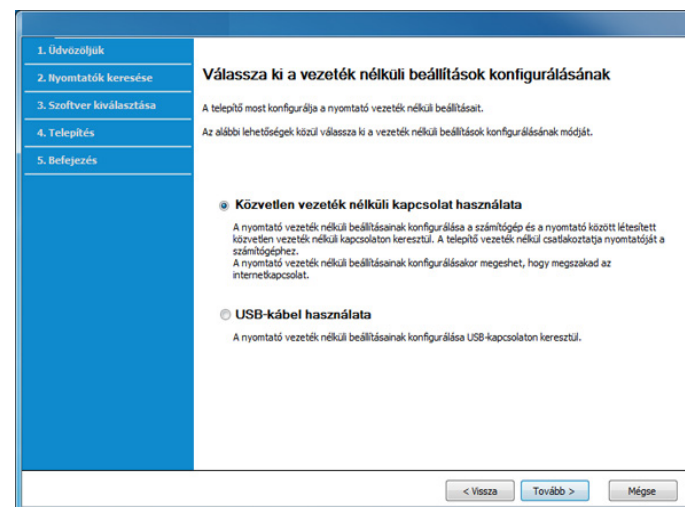 1. Üdvözöljük
2. Nyomtatók keresése
3. Szoftver kiválasztása
4. Telepítés
5. Befejezés
Válassza ki a vezeték nélküli beállítások konfigurálásának
A telepítő most konfigurálja a nyomtató vezeték nélküli beállításait.
Az alábbi lehetőségek közül válassza ki a vezeték nélküli beállítások konfigurálásának módját.
Közvetlen vezeték nélküli kapcsolat használata
A nyomtató vezeték nélküli beállításainak konfigurálása a számítógép és a nyomtató között létesített
közvetlen vezeték nélküli kapcsolaton keresztül. A telepítő vezeték nélkül csatlakoztatja nyomtatóját a
számítógéphez.
A nyomtató vezeték nélküli beállításainak konfigurálásakor megeshet, hogy megszakad az
internetkapcsolat.
USB-kábel használata
A nyomtató vezeték nélküli beállításainak konfigurálása USB-kapcsolaton keresztül.
< Vissza
Tovább >
Mégse